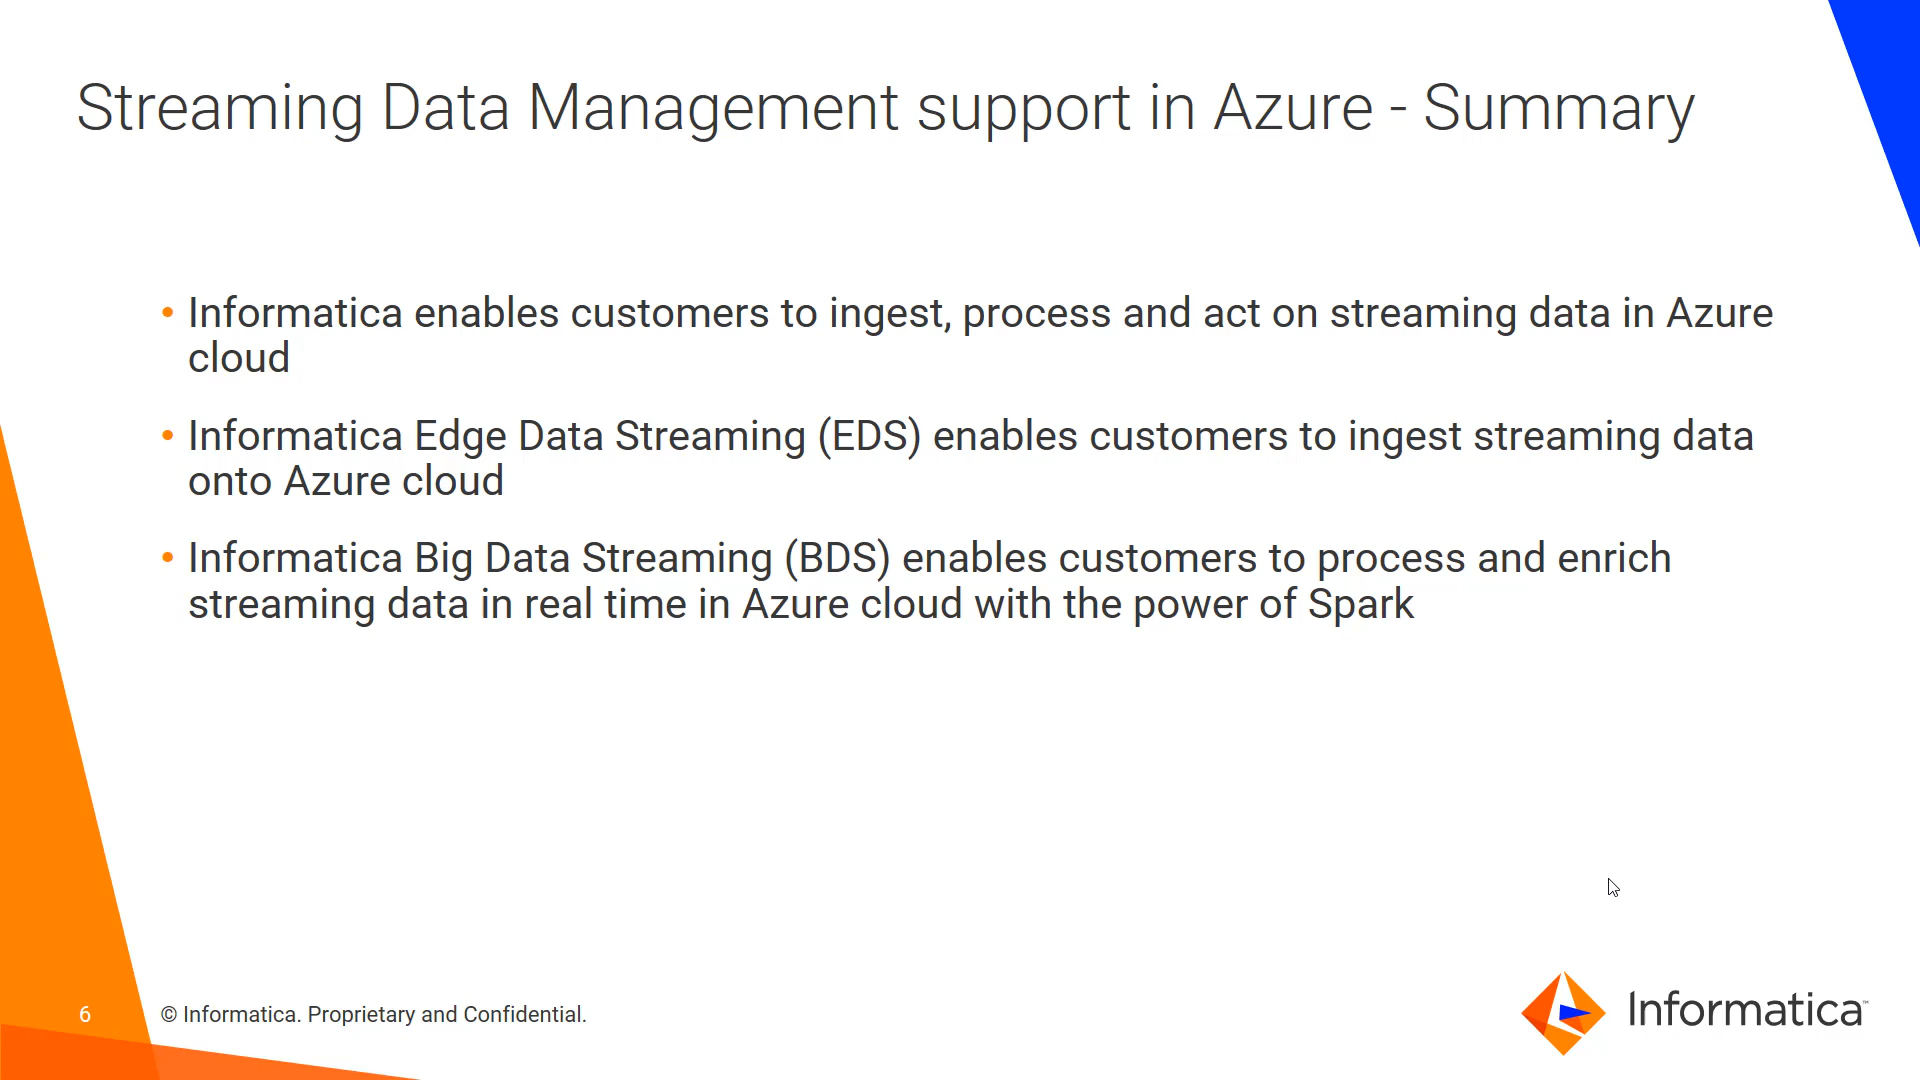 Streaming Data Management support in Azure - Summary
• Informatica enables customers to ingest, process and act on streaming data in Azure
cloud
• Informatica Edge Data Streaming (EDS) enables customers to ingest streaming data
onto Azure cloud
• Informatica Big Data Streaming (BDS) enables customers to process and enrich
streaming data in real time in Azure cloud with the power of Spark
6
© Informatica. Proprietary and Confidential.
Informatica™